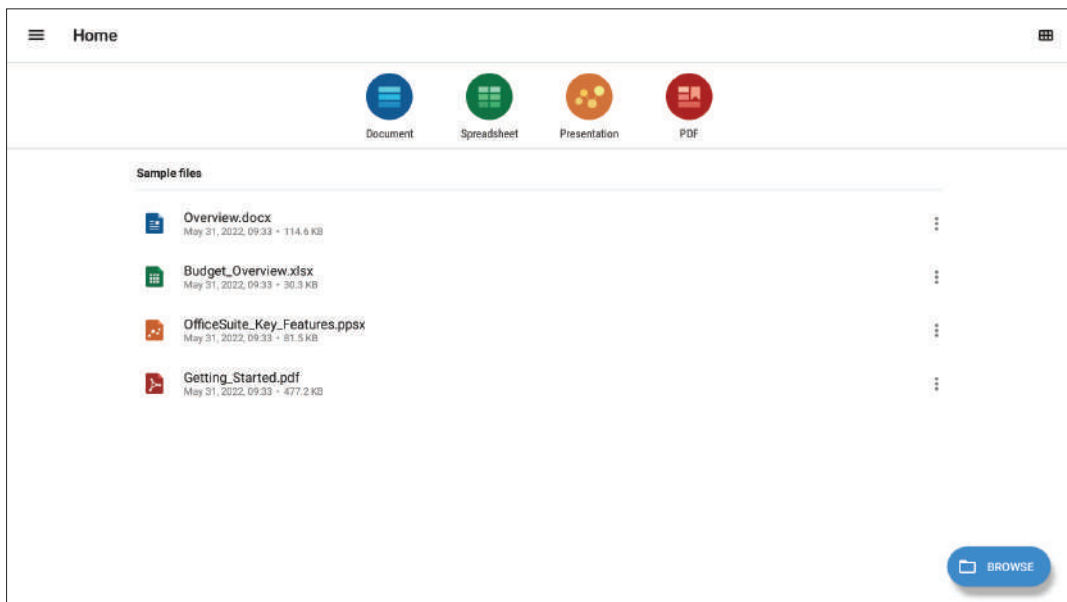 Home
Document Spreadsheet Presentation PDF
Sample files
Overview.docx
May 31, 2022, 09:33 • 114.6 KB
Budget_Overview.xlsx
May 31, 2022, 09:33 • 30.3 KB
OfficeSuite_Key_Features.ppsx
May 31, 2022, 09:33 • 81.5 KB
Getting_Started.pdf
May 31, 2022, 09:33 • 477.2 KB
BROWSE